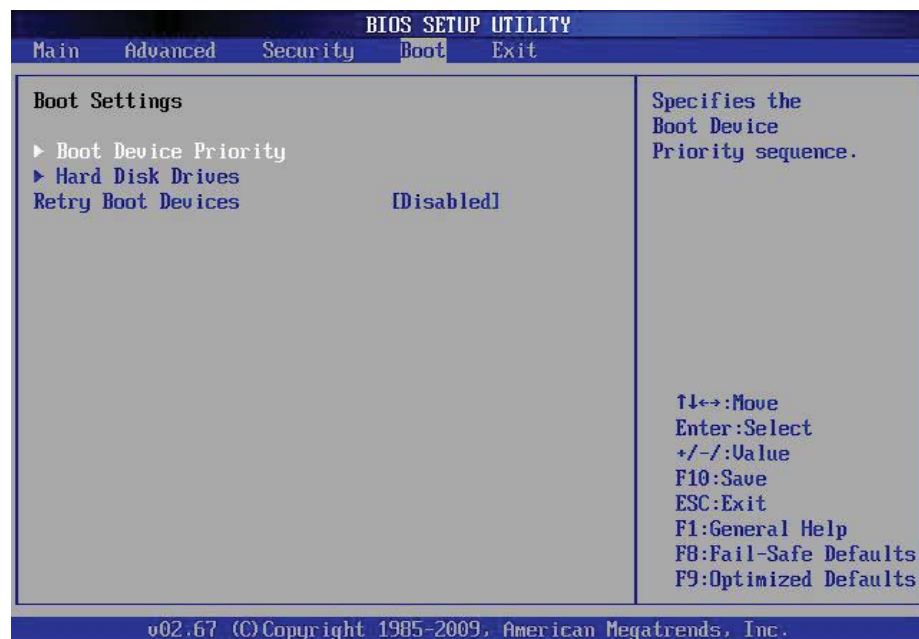 BIOS SETUP UTILITY
Main Advanced Security Boot Exit
Boot Settings
▶ Boot Device Priority
▶ Hard Disk Drives
Retry Boot Devices [Disabled]
Specifies the
Boot Device
Priority sequence.
↑↓←→:Move
Enter:Select
+/-/:Value
F10:Save
ESC:Exit
F1:General Help
F8:Fail-Safe Defaults
F9:Optimized Defaults
v02.67 (C)Copyright 1985-2009, American Megatrends, Inc.